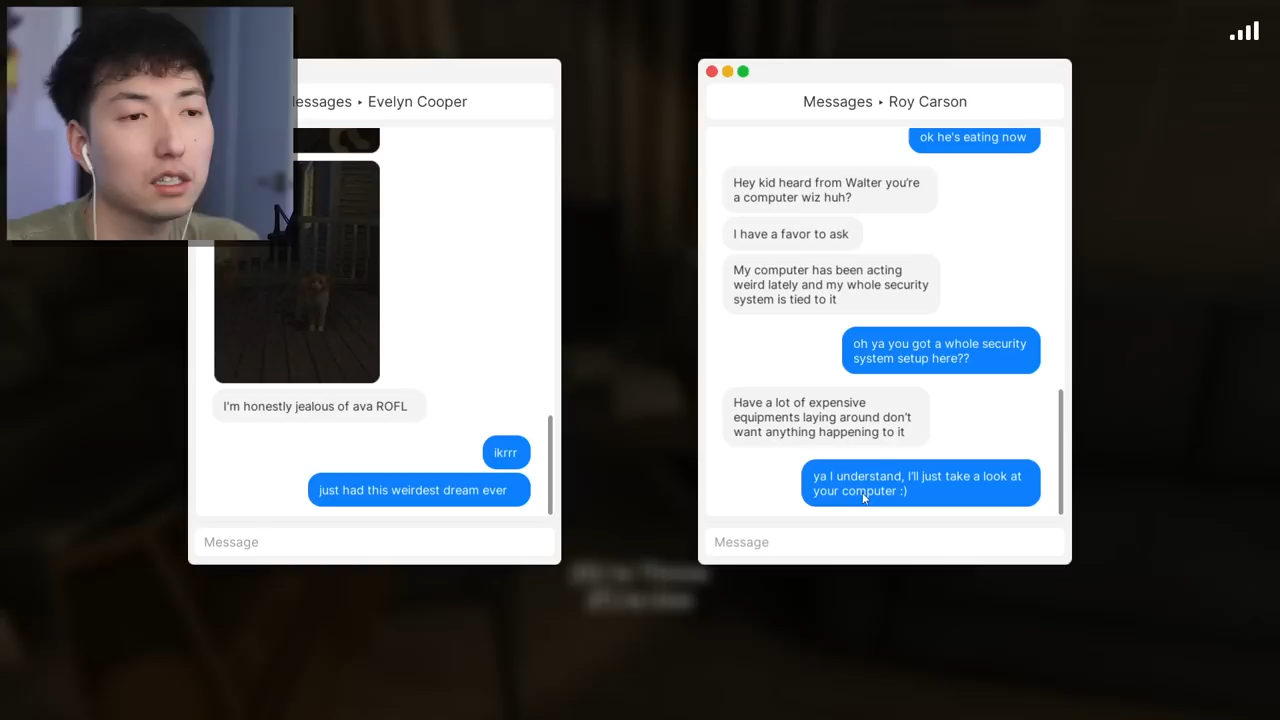 essages ▸ Evelyn Cooper
I'm honestly jealous of ava ROFL
ikrrr
just had this weirdest dream ever
Message
Messages ▸ Roy Carson
ok he's eating now
Hey kid heard from Walter you're
a computer wiz huh?
I have a favor to ask
My computer has been acting
weird lately and my whole security
system is tied to it
oh ya you got a whole security
system setup here??
Have a lot of expensive
equipments laying around don't
want anything happening to it
ya I understand, I'll just take a look at
your computer :)
Message